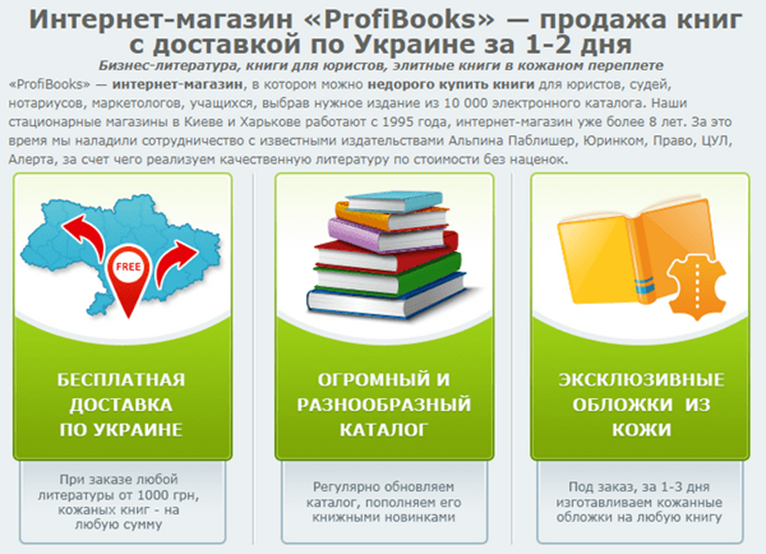 Интернет-магазин «ProfiBooks» — продажа книг
с доставкой по Украине за 1-2 дня
Бизнес-литература, книги для юристов, элитные книги в кожаном переплете
«ProfiBooks» — интернет-магазин, в котором можно недорого купить книги для юристов, судей,
нотариусов, маркетологов, учащихся, выбрав нужное издание из 10 000 электронного каталога. Наши
стационарные магазины в Киеве и Харькове работают с 1995 года, интернет-магазин уже более 8 лет. За это
время мы наладили сотрудничество с известными издательствами Альпина Паблишер, Юринком, Право, ЦУЛ,
Алерта, за счет чего реализуем качественную литературу по стоимости без наценок.
FREE
БЕСПЛАТНАЯ
ДОСТАВКА
ПО УКРАИНЕ
При заказе любой
литературы от 1000 грн,
кожаных книг - на
любую сумму
ОГРОМНЫЙ И
РАЗНООБРАЗНЫЙ
КАТАЛОГ
Регулярно обновляем
каталог, пополняем его
книжными новинками
ЭКСКЛЮЗИВНЫЕ
ОБЛОЖКИ ИЗ
КОЖИ
Под заказ, за 1-3 дня
изготавливаем кожанные
обложки на любую книгу